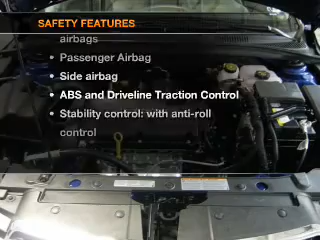 SAFETY FEATURES
airbags
• Passenger Airbag
• Side airbag
• ABS and Driveline Traction Control
• Stability control: with anti-roll
control